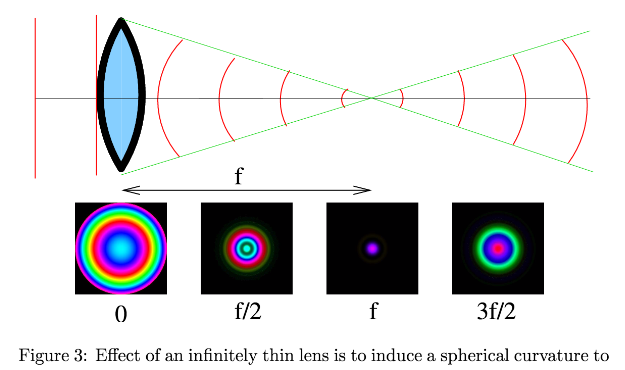 f
0 f/2 f 3f/2
Figure 3: Effect of an infinitely thin lens is to induce a spherical curvature to